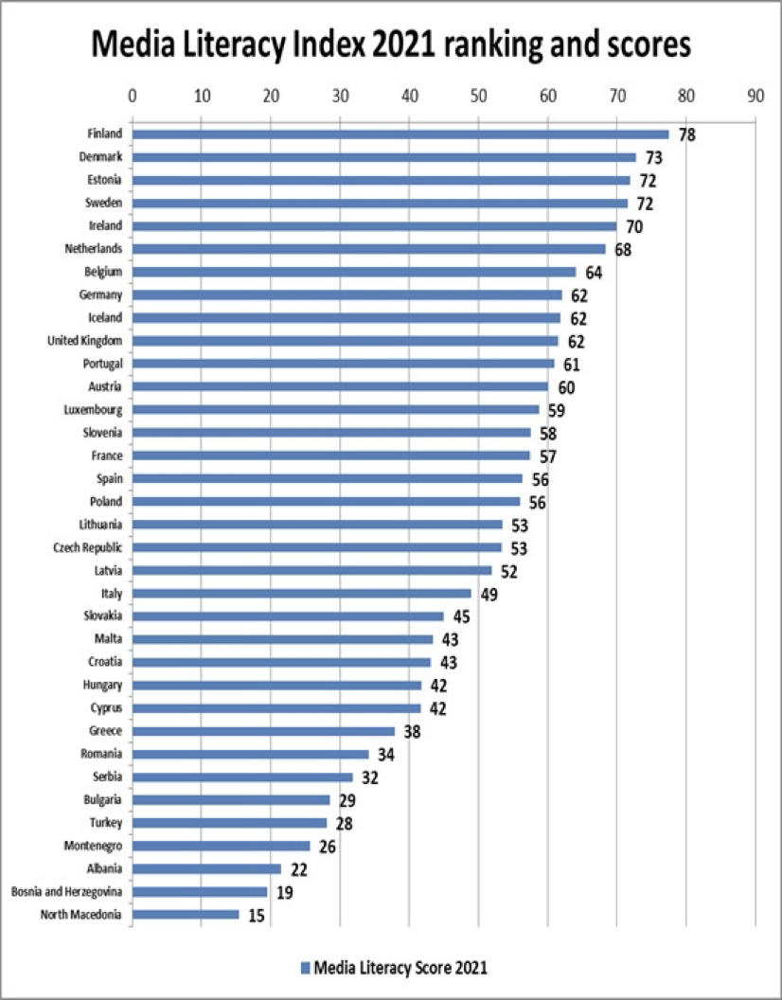 Media Literacy Index 2021 ranking and scores
0 10 20 30 40 50 60 70 80 90
Finland 78
Denmark 73
Estonia 72
Sweden 72
Ireland 70
Netherlands 68
Belgium 64
Germany 62
Iceland 62
United Kingdom 62
Portugal 61
Austria 60
Luxembourg 59
Slovenia 58
France 57
Spain 56
Poland 56
Lithuania 53
Czech Republic 53
Latvia 52
Italy 49
Slovakia 45
Malta 43
Croatia 43
Hungary 42
Cyprus 42
Greece 38
Romania 34
Serbia 32
Bulgaria 29
Turkey 28
Montenegro 26
Albania 22
Bosnia and Herzegovina 19
North Macedonia 15
Media Literacy Score 2021